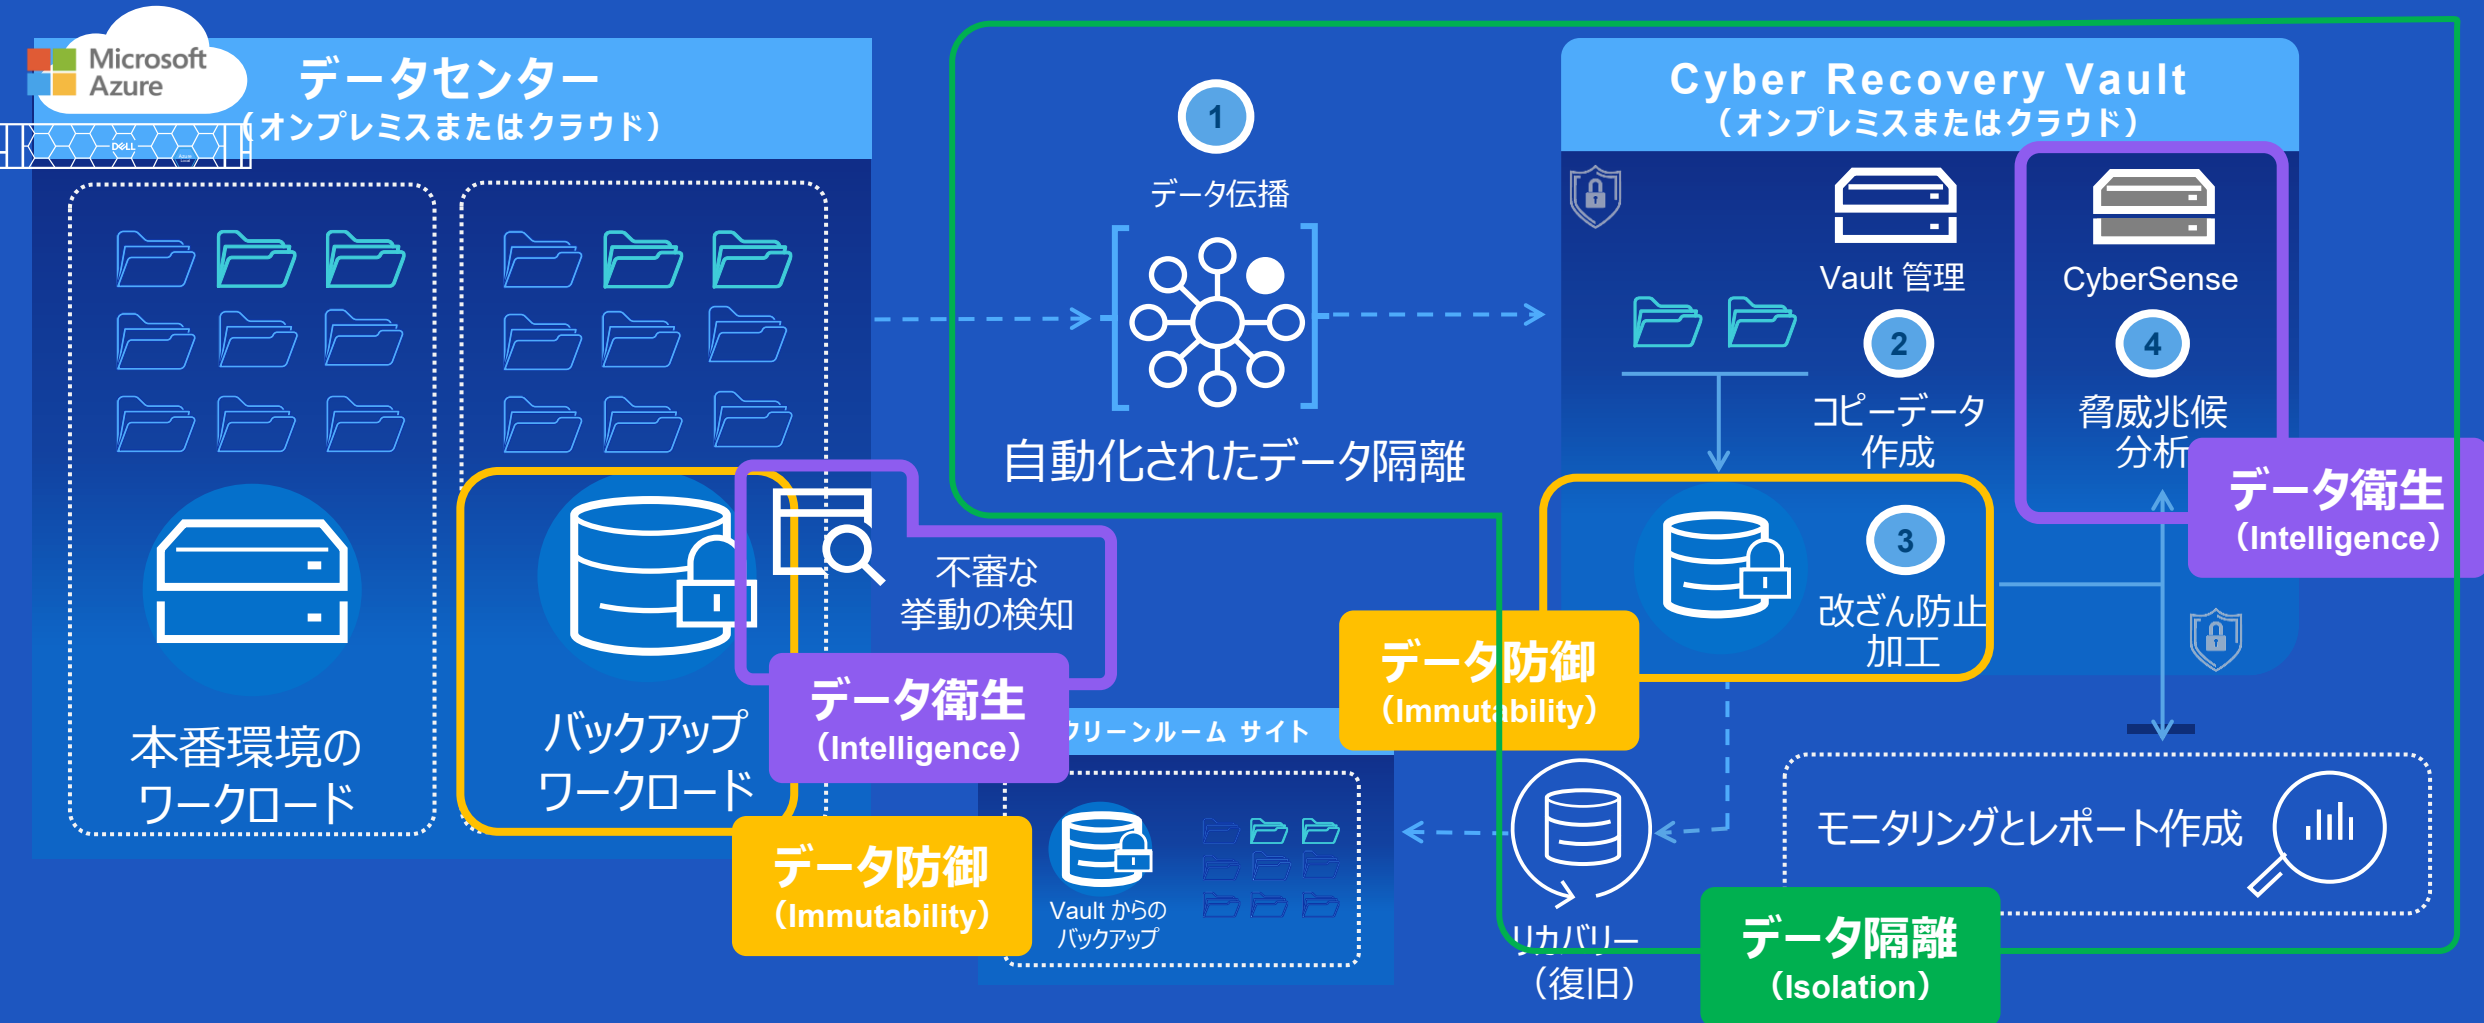 Microsoft
Azure
データセンター
（オンプレミスまたはクラウド）
DELL
本番環境の
ワークロード
バックアップ
ワークロード
不審な
挙動の検知
データ衛生
（Intelligence）
データ防御
（Immutability）
1
データ伝播
自動化されたデータ隔離
Cyber Recovery Vault
（オンプレミスまたはクラウド）
Vault 管理
2
コピーデータ
作成
CyberSense
4
脅威兆候
分析
データ衛生
（Intelligence）
3
改ざん防止
加工
データ防御
（Immutability）
クリーンルーム サイト
Vault からの
バックアップ
リカバリー
（復旧）
モニタリングとレポート作成
データ隔離
（Isolation）